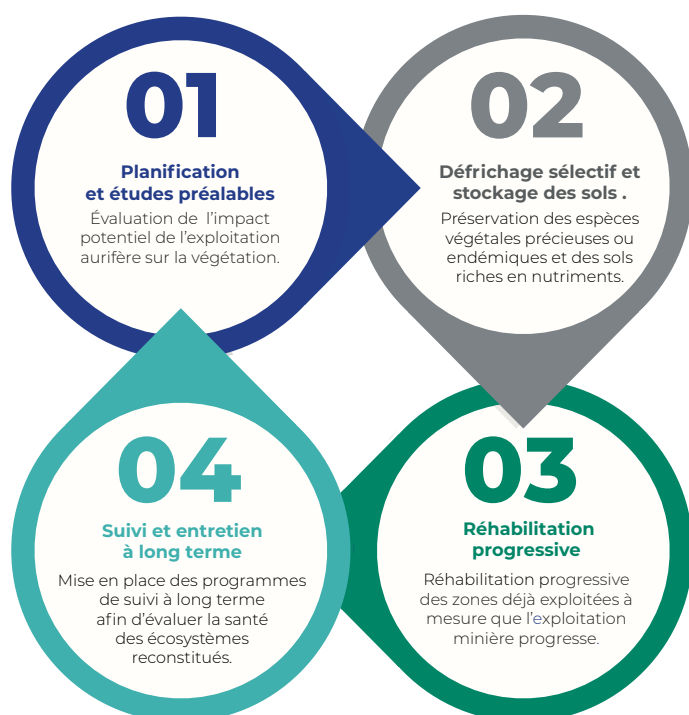 01
Planification
et études préalables
Évaluation de l'impact
potentiel de l'exploitation
aurifère sur la végétation.
02
Défrichage sélectif et
stockage des sols .
Préservation des espèces
végétales précieuses ou
endémiques et des sols
riches en nutriments.
03
Réhabilitation
progressive
Réhabilitation progressive
des zones déjà exploitées à
mesure que l'exploitation
minière progresse.
04
Suivi et entretien
à long terme
Mise en place des programmes
de suivi à long terme
afin d'évaluer la santé
des écosystèmes
reconstitués.